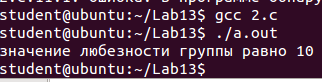 student@ubuntu:~/Lab13$ gcc 2.c
student@ubuntu:~/Lab13$ ./a.out
значение любезности группы равно 10
student@ubuntu:~/Lab13$